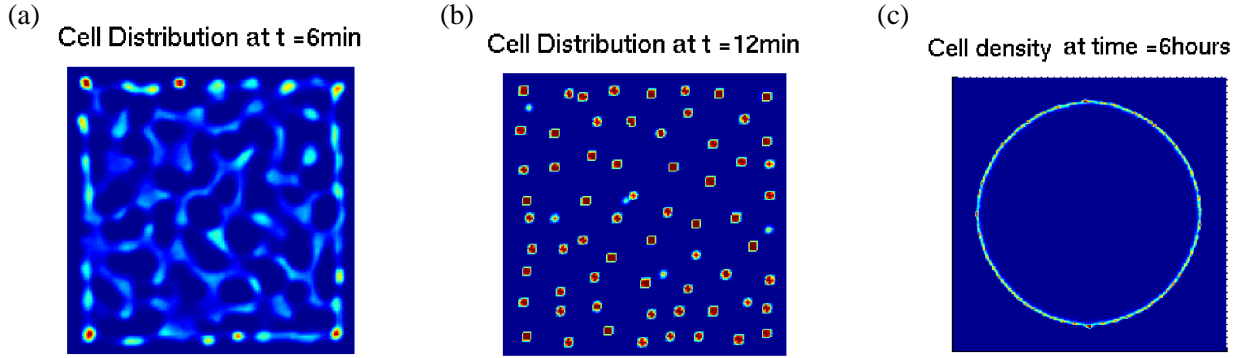 (a)
Cell Distribution at t =6min
(b)
Cell Distribution at t =12min
(c)
Cell density at time =6hours